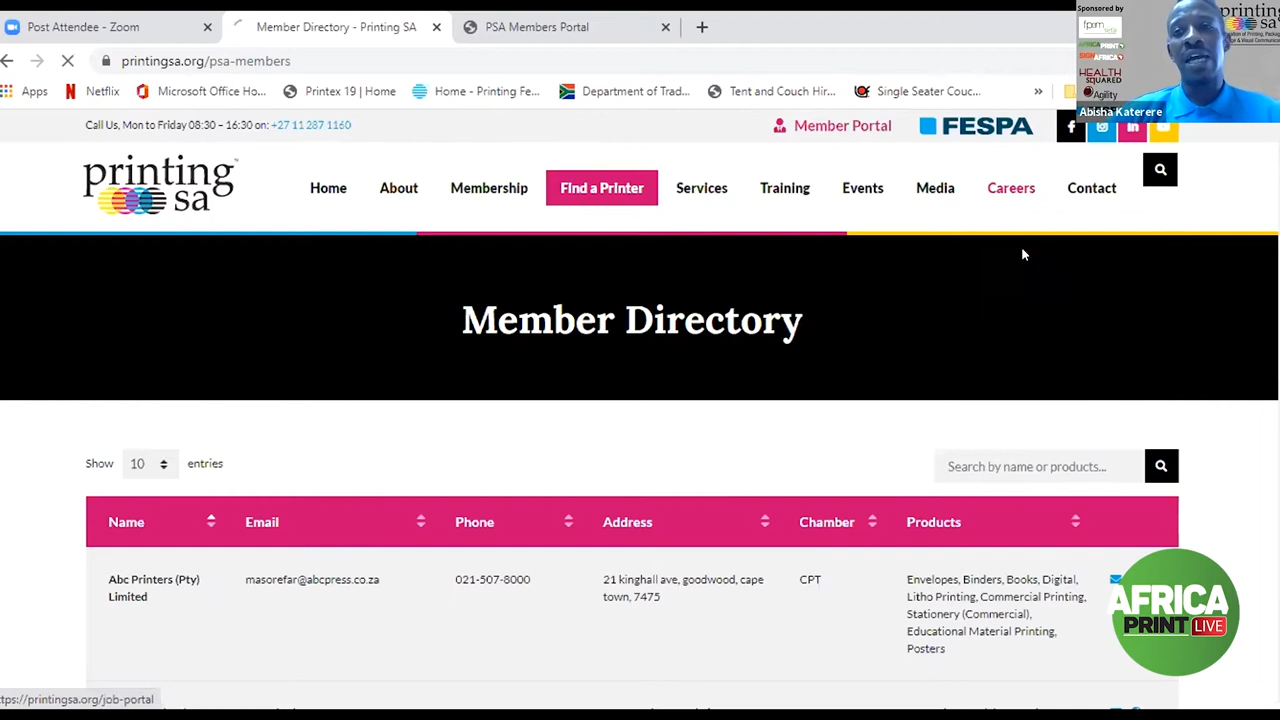 Post Attendee - Zoom
Member Directory - Printing SA
PSA Members Portal
printingsa.org/psa-members
Apps
Netflix
Microsoft Office Ho...
Printex 19 | Home
Home - Printing Fe...
Department of Trad...
Tent and Couch Hir...
Single Seater Couc...
»
Sponsored by
fpem
AFRICA PRINT
SIGN AFRICA
HEALTH
SQUARED
Agility
printing
Abisha Katerere
Call Us, Mon to Friday 08:30 – 16:30 on: +27 11 287 1160
Member Portal
FESPA
printing
sa
Home
About
Membership
Find a Printer
Services
Training
Events
Media
Careers
Contact
Member Directory
Show 10 entries
Search by name or products...
Name
Email
Phone
Address
Chamber
Products
Abc Printers (Pty)
Limited
masorefar@abcpress.co.za
021-507-8000
21 kinghall ave, goodwood, cape
town, 7475
CPT
Envelopes, Binders, Books, Digital,
Litho Printing, Commercial Printing,
Stationery (Commercial),
Educational Material Printing,
Posters
AFRICA
PRINT LIVE
ttps://printingsa.org/job-portal